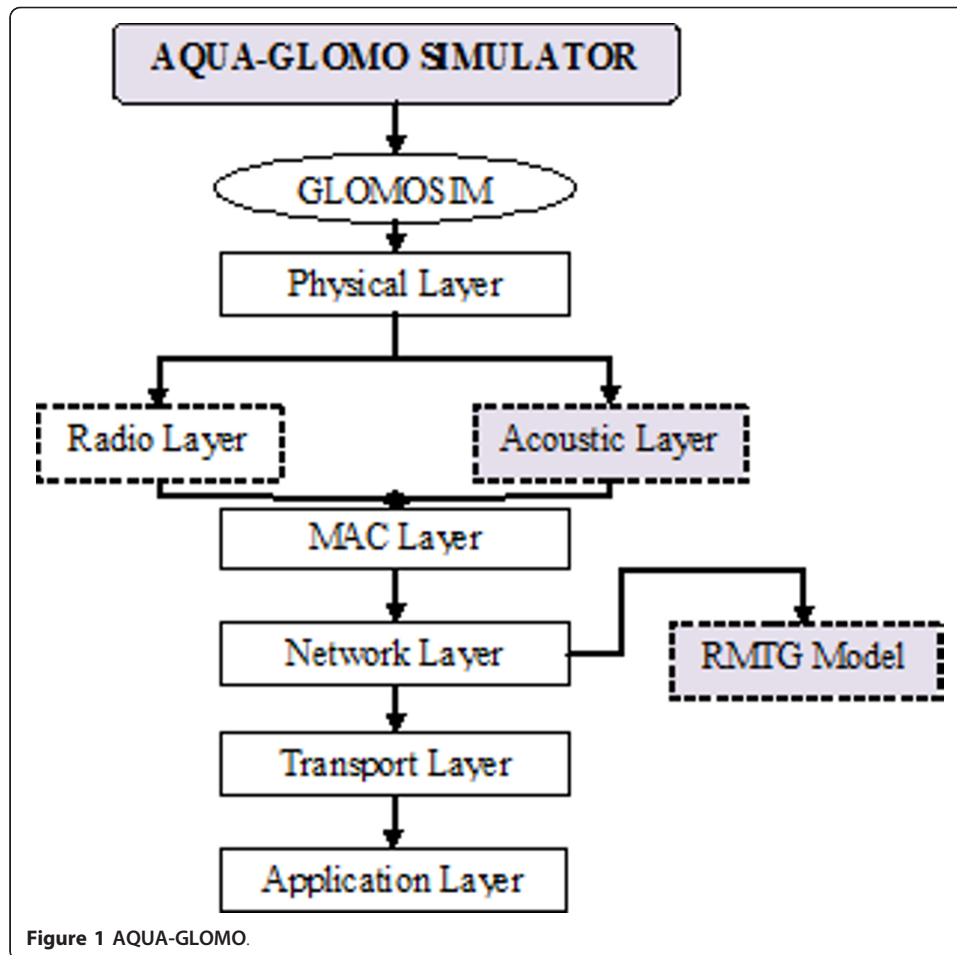 AQUA-GLOMO SIMULATOR
GLOMOSIM
Physical Layer
Radio Layer
Acoustic Layer
MAC Layer
Network Layer
RMTG Model
Transport Layer
Application Layer
Figure 1 AQUA-GLOMO.